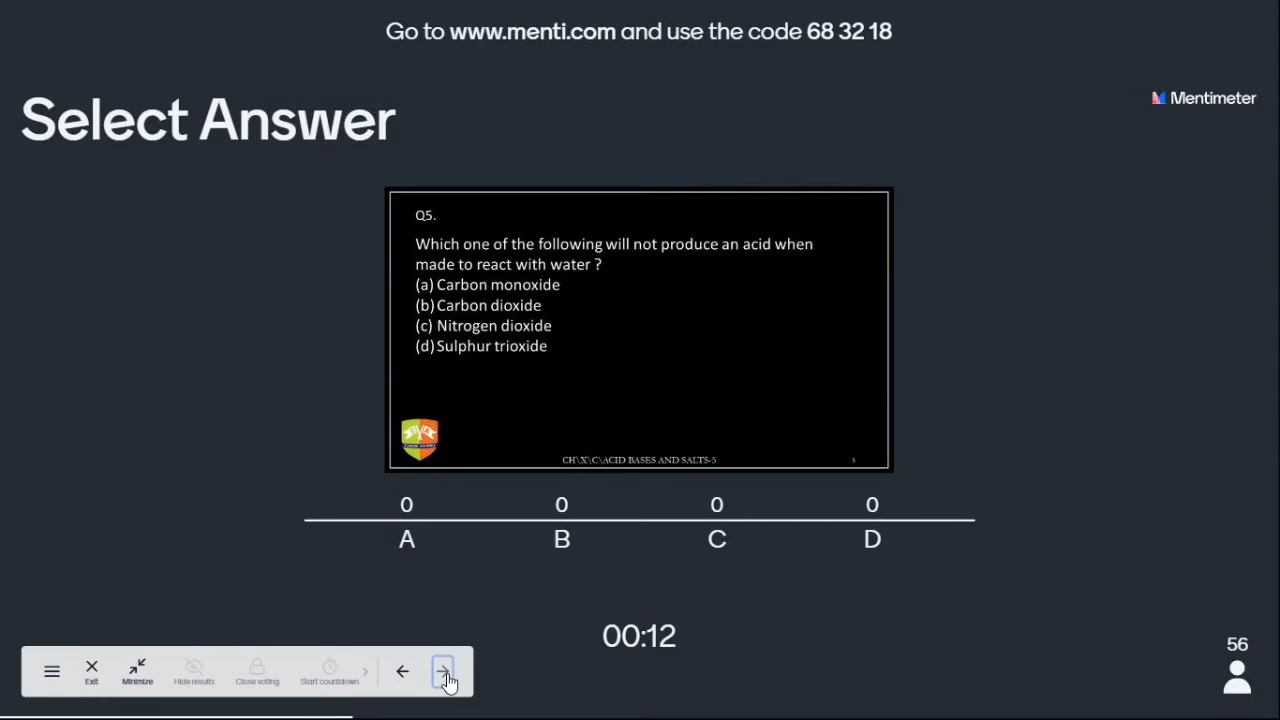 Go to www.menti.com and use the code 68 32 18
Select Answer
Mentimeter
Q5.
Which one of the following will not produce an acid when
made to react with water ?
(a) Carbon monoxide
(b) Carbon dioxide
(c) Nitrogen dioxide
(d) Sulphur trioxide
CH\X\C\ACID BASES AND SALTS-5
5
0 0 0 0
A B C D
00:12
56
Exit Minimize Hide results Close voting Start countdown